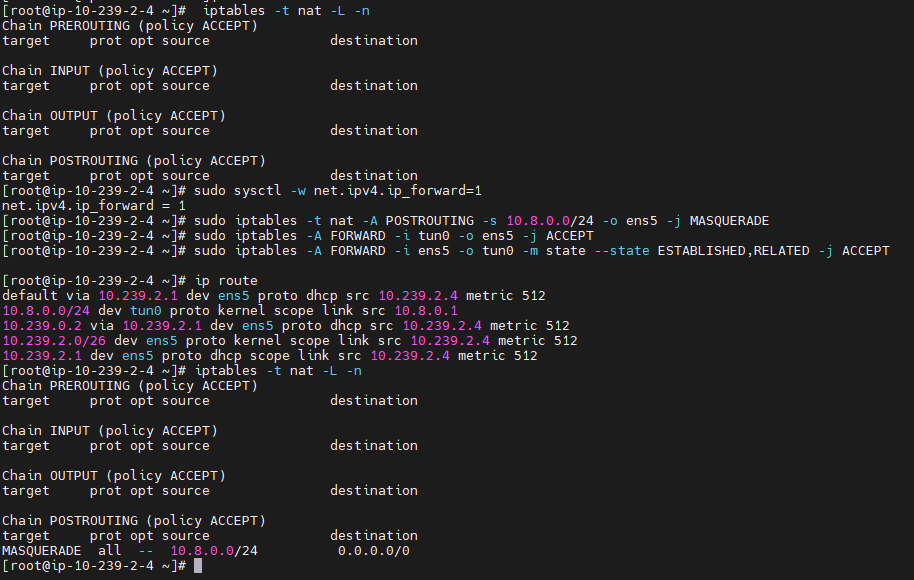 [root@ip-10-239-2-4 ~]#  iptables -t nat -L -n
Chain PREROUTING (policy ACCEPT)
target     prot opt source               destination

Chain INPUT (policy ACCEPT)
target     prot opt source               destination

Chain OUTPUT (policy ACCEPT)
target     prot opt source               destination

Chain POSTROUTING (policy ACCEPT)
target     prot opt source               destination
[root@ip-10-239-2-4 ~]# sudo sysctl -w net.ipv4.ip_forward=1
net.ipv4.ip_forward = 1
[root@ip-10-239-2-4 ~]# sudo iptables -t nat -A POSTROUTING -s 10.8.0.0/24 -o ens5 -j MASQUERADE
[root@ip-10-239-2-4 ~]# sudo iptables -A FORWARD -i tun0 -o ens5 -j ACCEPT
[root@ip-10-239-2-4 ~]# sudo iptables -A FORWARD -i ens5 -o tun0 -m state --state ESTABLISHED,RELATED -j ACCEPT

[root@ip-10-239-2-4 ~]# ip route
default via 10.239.2.1 dev ens5 proto dhcp src 10.239.2.4 metric 512
10.8.0.0/24 dev tun0 proto kernel scope link src 10.8.0.1
10.239.0.2 via 10.239.2.1 dev ens5 proto dhcp src 10.239.2.4 metric 512
10.239.2.0/26 dev ens5 proto kernel scope link src 10.239.2.4 metric 512
10.239.2.1 dev ens5 proto dhcp scope link src 10.239.2.4 metric 512
[root@ip-10-239-2-4 ~]# iptables -t nat -L -n
Chain PREROUTING (policy ACCEPT)
target     prot opt source               destination

Chain INPUT (policy ACCEPT)
target     prot opt source               destination

Chain OUTPUT (policy ACCEPT)
target     prot opt source               destination

Chain POSTROUTING (policy ACCEPT)
target     prot opt source               destination
MASQUERADE  all  --  10.8.0.0/24          0.0.0.0/0
[root@ip-10-239-2-4 ~]#